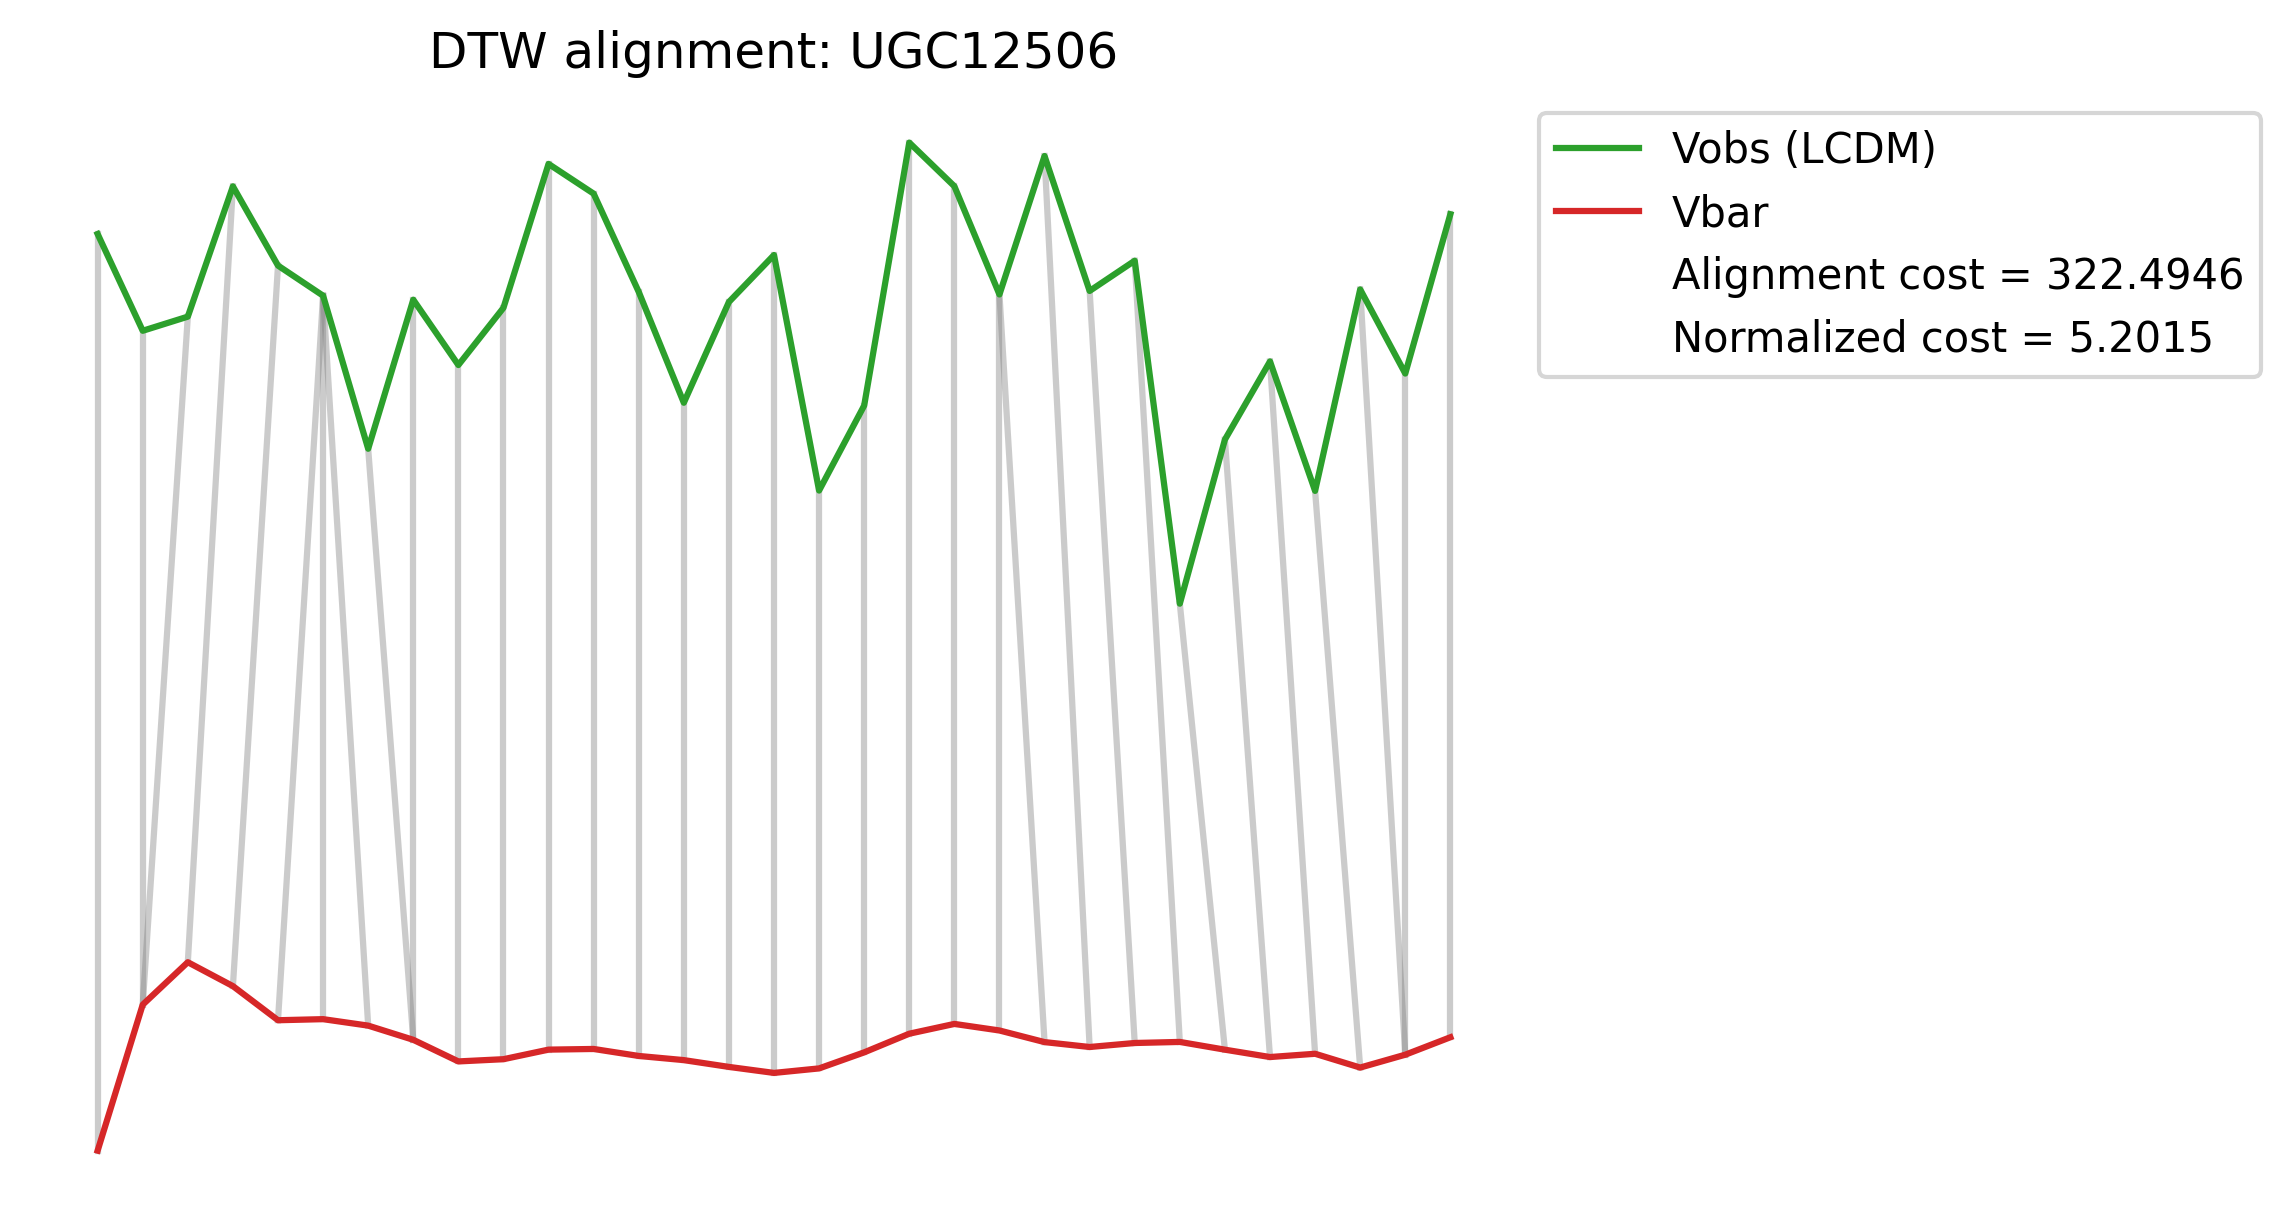 DTW alignment: UGC12506
Vobs (LCDM)
Vbar
Alignment cost = 322.4946
Normalized cost = 5.2015